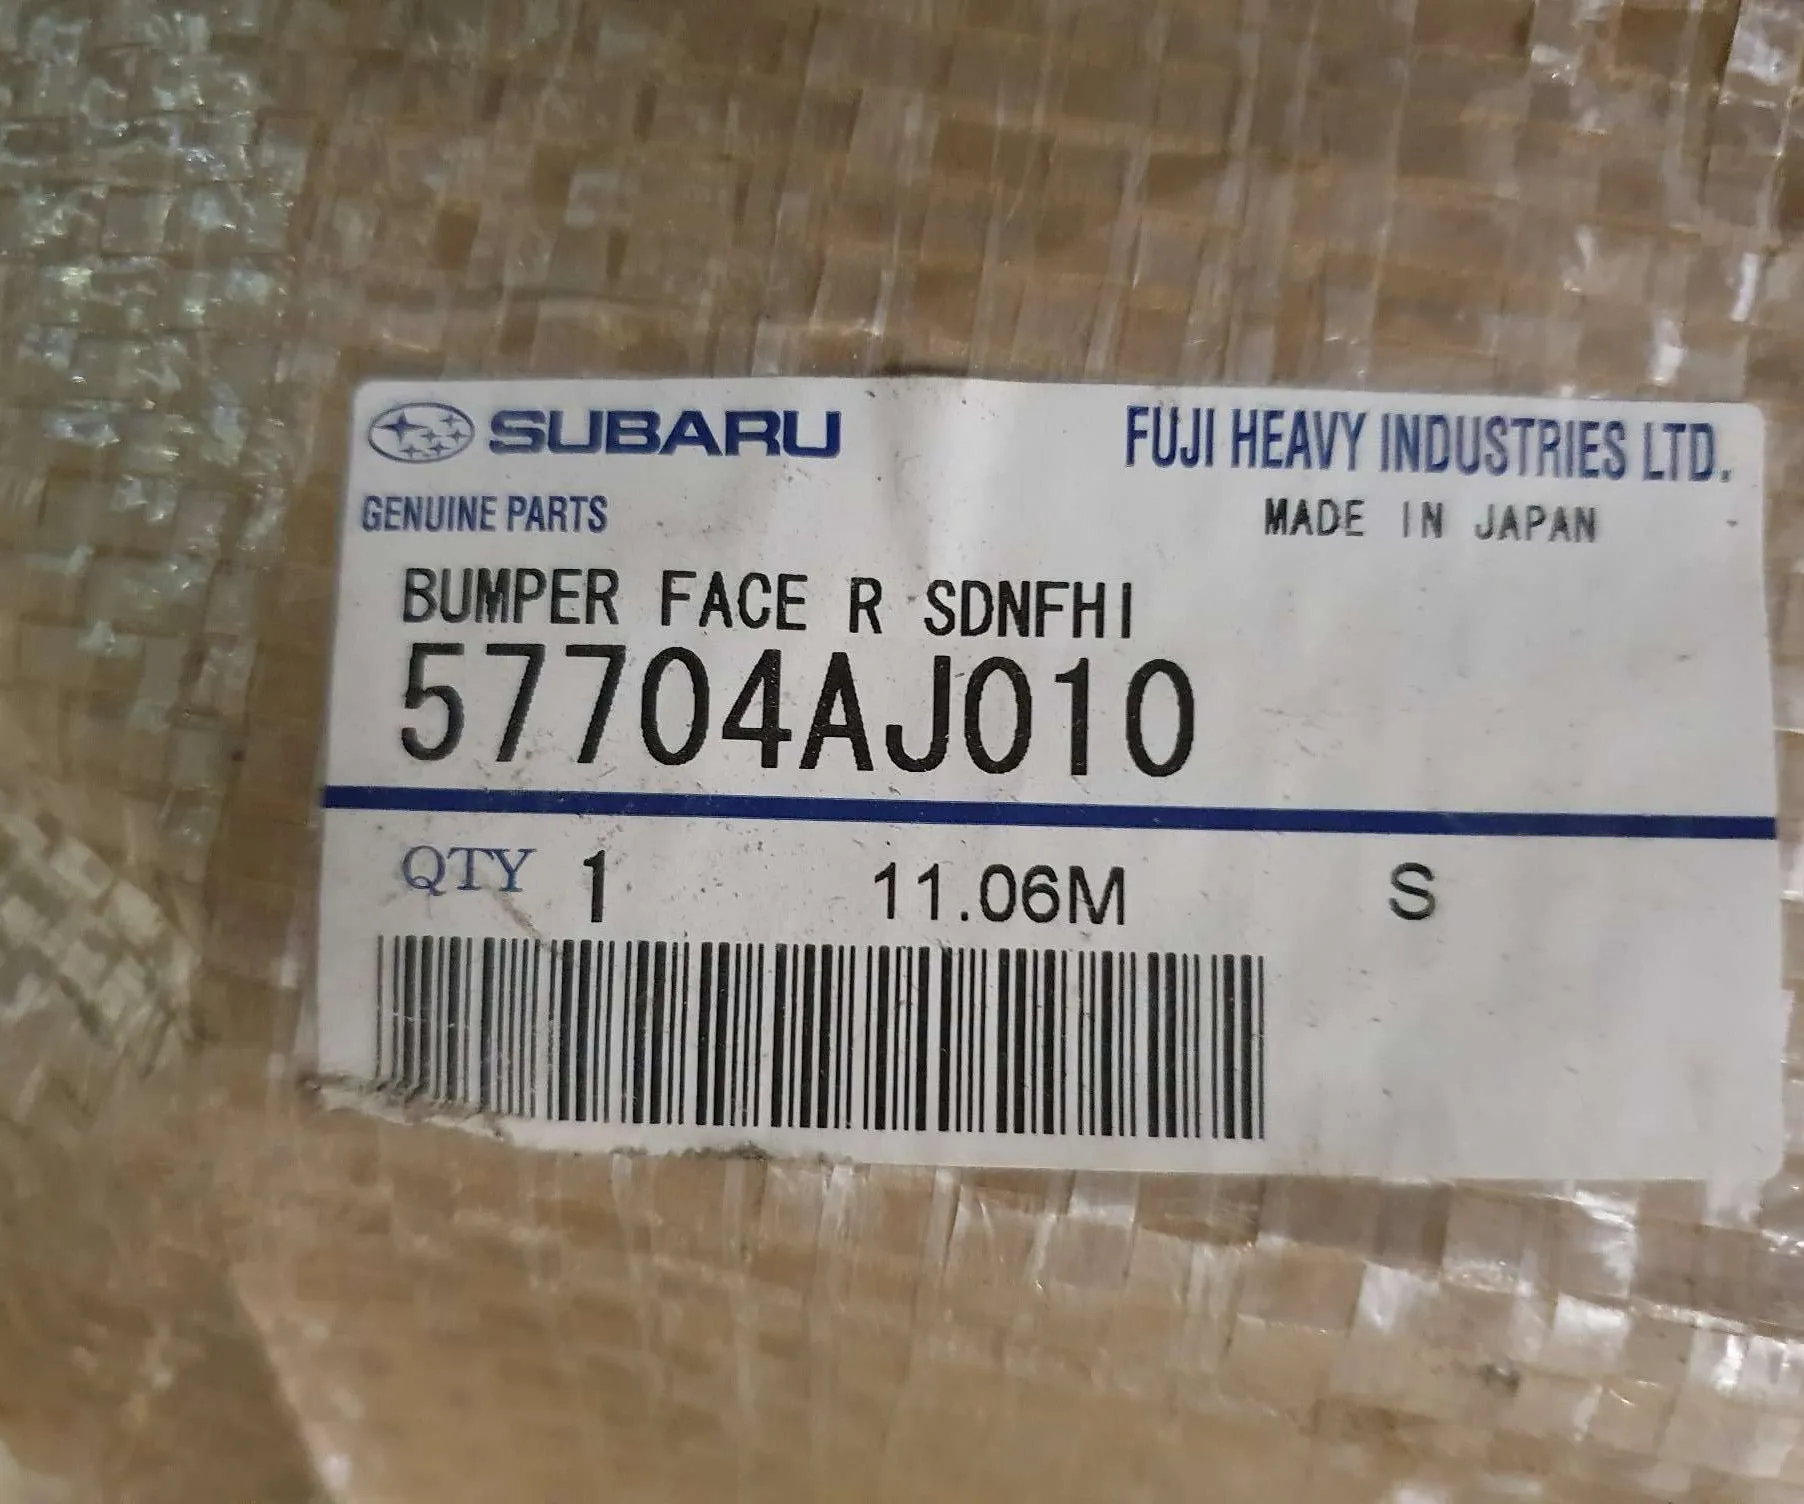 SUBARU
FUJI HEAVY INDUSTRIES LTD.
GENUINE PARTS
MADE IN JAPAN
BUMPER FACE R SDNFHI
57704AJ010
QTY 1 11.06M S